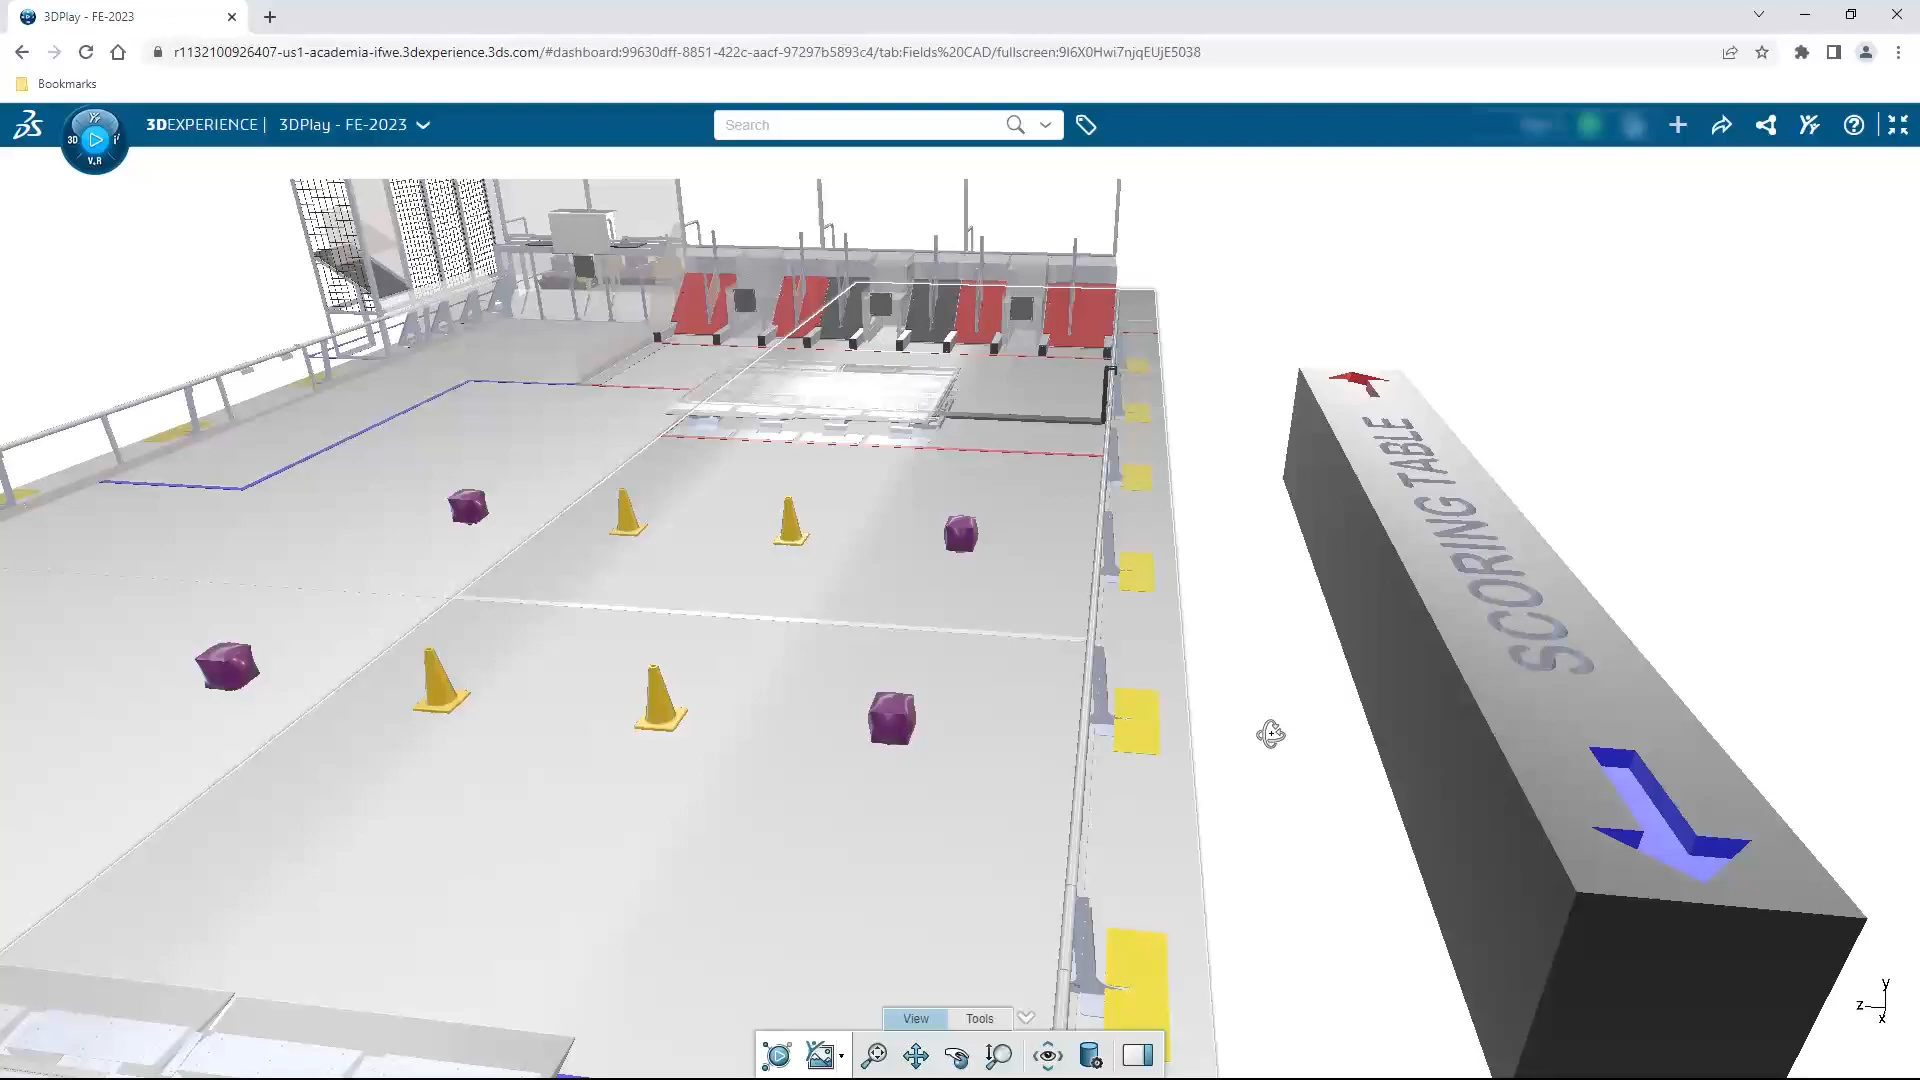 3DPlay - FE-2023
r1132100926407-us1-academia-ifwe.3dexperience.3ds.com/#dashboard:99630dff-8851-422c-aacf-97297b5893c4/tab:Fields%20CAD/fullscreen:9I6X0Hwi7njqEUjE5038
Bookmarks
3DEXPERIENCE | 3DPlay - FE-2023
Search
3D
V.R
SCORING TABLE
View Tools
y
z
x